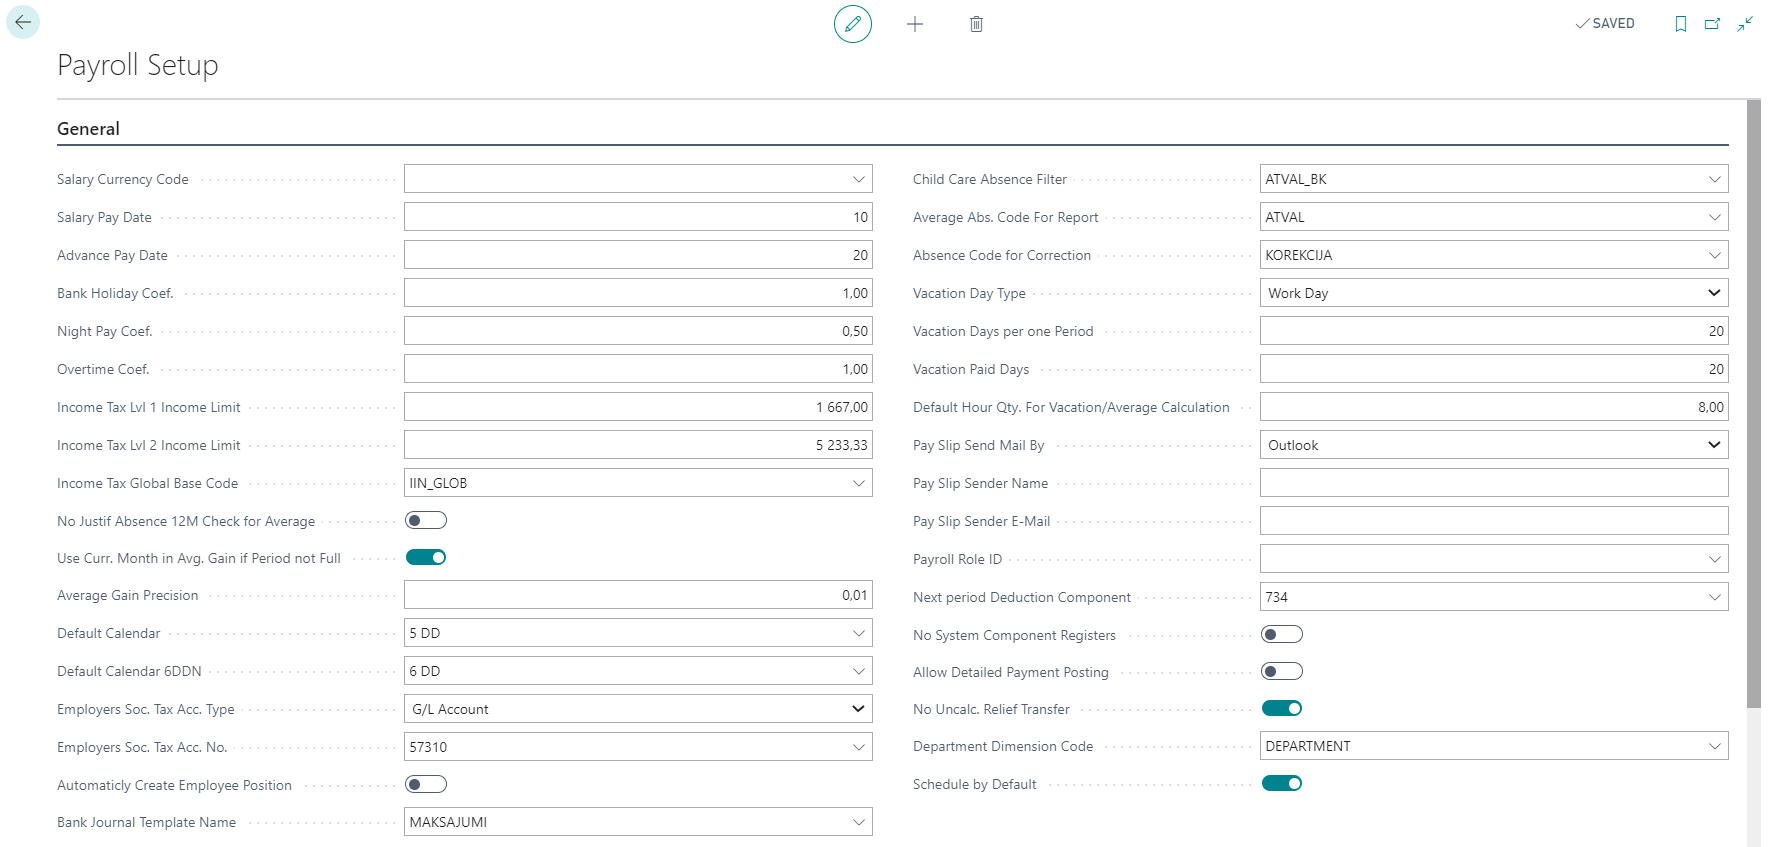 SAVED
Payroll Setup
General
Salary Currency Code
Salary Pay Date 10
Advance Pay Date 20
Bank Holiday Coef. 1,00
Night Pay Coef. 0,50
Overtime Coef. 1,00
Income Tax Lvl 1 Income Limit 1 667,00
Income Tax Lvl 2 Income Limit 5 233,33
Income Tax Global Base Code IIN_GLOB
No Justif Absence 12M Check for Average
Use Curr. Month in Avg. Gain if Period not Full
Average Gain Precision 0,01
Default Calendar 5 DD
Default Calendar 6DDN 6 DD
Employers Soc. Tax Acc. Type G/L Account
Employers Soc. Tax Acc. No. 57310
Automaticly Create Employee Position
Bank Journal Template Name MAKSAJUMI
Child Care Absence Filter ATVAL_BK
Average Abs. Code For Report ATVAL
Absence Code for Correction KOREKCIJA
Vacation Day Type Work Day
Vacation Days per one Period 20
Vacation Paid Days 20
Default Hour Qty. For Vacation/Average Calculation 8,00
Pay Slip Send Mail By Outlook
Pay Slip Sender Name
Pay Slip Sender E-Mail
Payroll Role ID
Next period Deduction Component 734
No System Component Registers
Allow Detailed Payment Posting
No Uncalc. Relief Transfer
Department Dimension Code DEPARTMENT
Schedule by Default